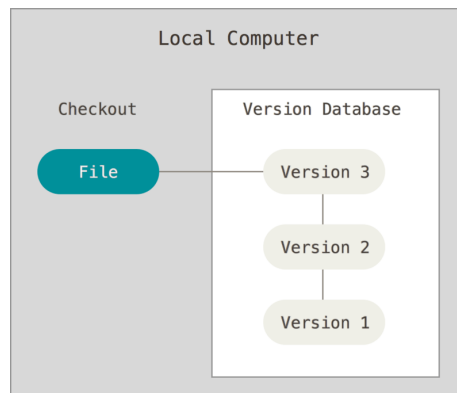 Local Computer
Checkout
Version Database
File
Version 3
Version 2
Version 1